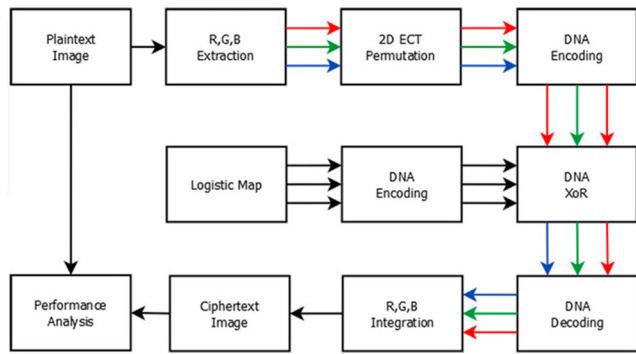 Plaintext
Image
R,G,B
Extraction
2D ECT
Permutation
DNA
Encoding
Logistic Map
DNA
Encoding
DNA
XoR
Performance
Analysis
Ciphertext
Image
R,G,B
Integration
DNA
Decoding